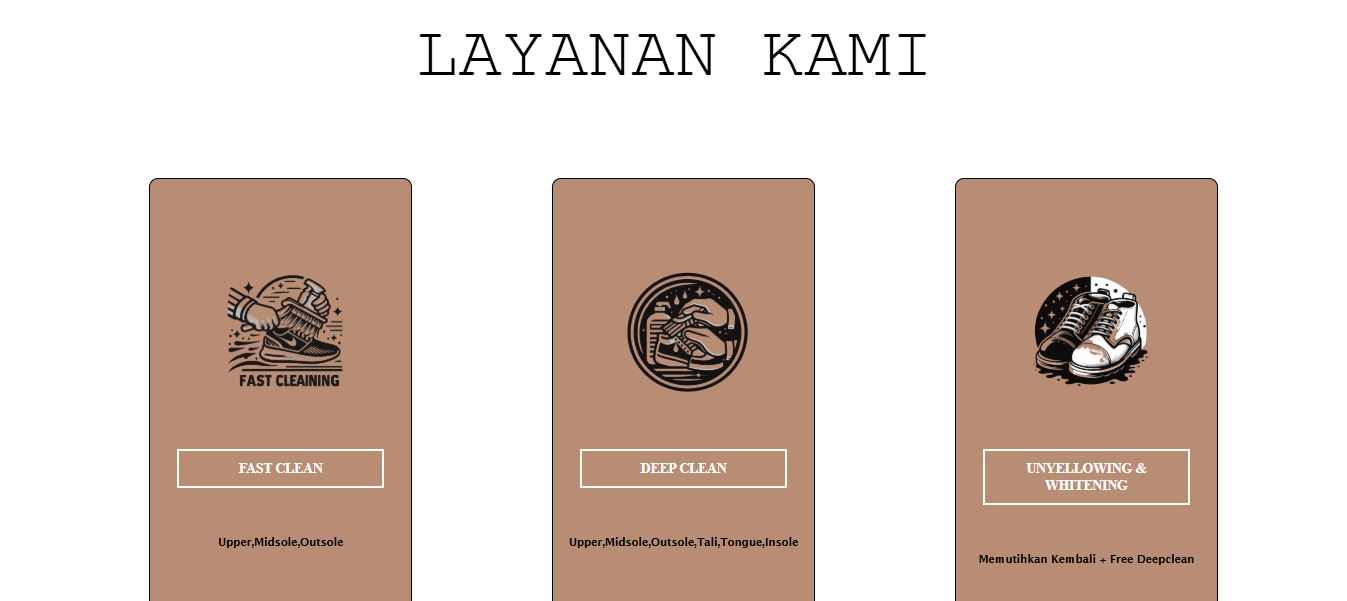 LAYANAN KAMI
FAST CLEAINING
FAST CLEAN
DEEP CLEAN
UNYELLOWING &
WHITENING
Upper,Midsole,Outsole
Upper,Midsole,Outsole,Tali,Tongue,Insole
Memutihkan Kembali + Free Deepclean